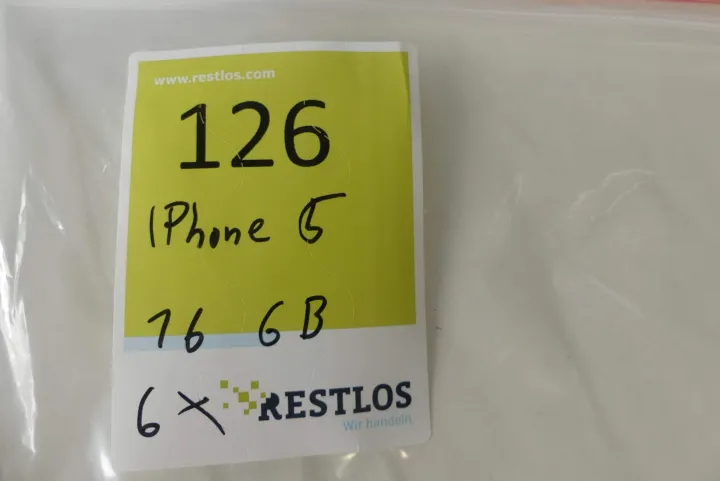 www.restlos.com
126
IPhone 5
16 GB
6 x RESTLOS
Wir handeln